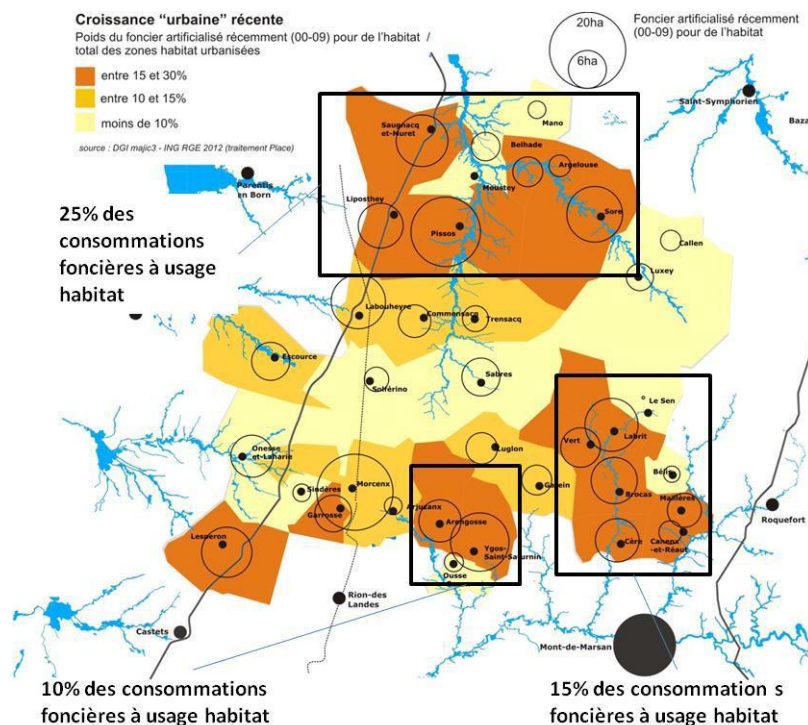 Croissance “urbaine” récente
Poids du foncier artificialisé récemment (00-09) pour de l'habitat /
total des zones habitat urbanisées
entre 15 et 30%
entre 10 et 15%
moins de 10%
source : DGI majic3 - ING RGE 2012 (traitement Place)
20ha
6ha
Foncier artificialisé récemment
(00-09) pour de l'habitat
Saint-Symphorien
Baza
Mano
Saugnacq
et-Muret
Belhade
Argelouse
Moustey
Parentis
en Born
Liposthey
Pissos
Sore
Callen
Luxey
25% des
consommations
foncières à usage
habitat
Labouheyre
Commensacq
Trensacq
Escource
Solférino
Sabres
Le Sen
Labrit
Vert
Luglon
Onesse
et-Laharie
Sindères
Morcenx
Garein
Bélis
Brocas
Maillères
Garrosse
Arjuzanx
Arengosse
Roquefort
Lesperon
Ygos-
Saint-Saturnin
Cère
Canenx
-et-Réaut
Ousse
Rion-des
Landes
Castets
Mont-de-Marsan
10% des consommations
foncières à usage habitat
15% des consommation s
foncières à usage habitat